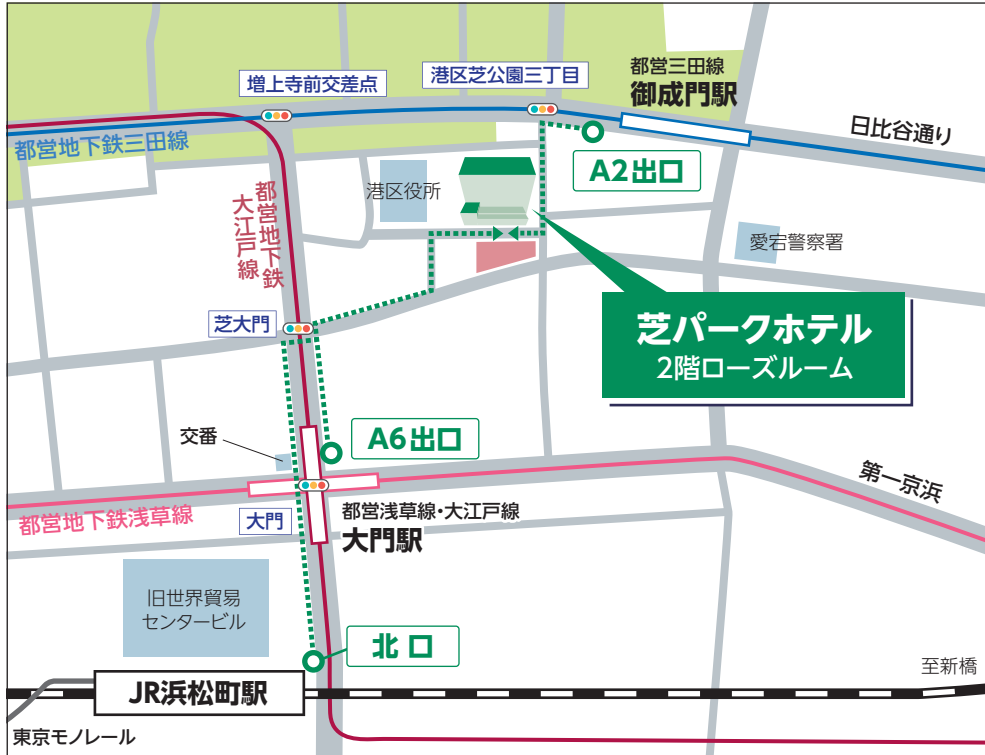 港区芝公園三丁目
都営三田線
御成門駅
増上寺前交差点
日比谷通り
都営地下鉄三田線
A2出口
港区役所
都営地下鉄
大江戸線
愛宕警察署
芝パークホテル
2階ローズルーム
芝大門
A6出口
交番
第一京浜
都営地下鉄浅草線
大門
都営浅草線・大江戸線
大門駅
旧世界貿易
センタービル
北口
至新橋
JR浜松町駅
東京モノレール